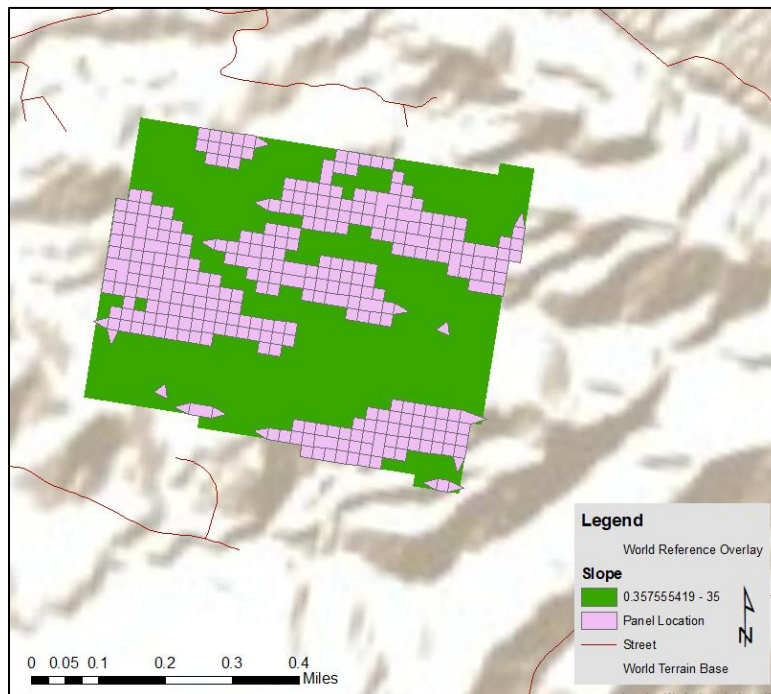 Legend
World Reference Overlay
Slope
0.357555419 - 35
Panel Location
Street
World Terrain Base
N
0 0.05 0.1 0.2 0.3 0.4
Miles